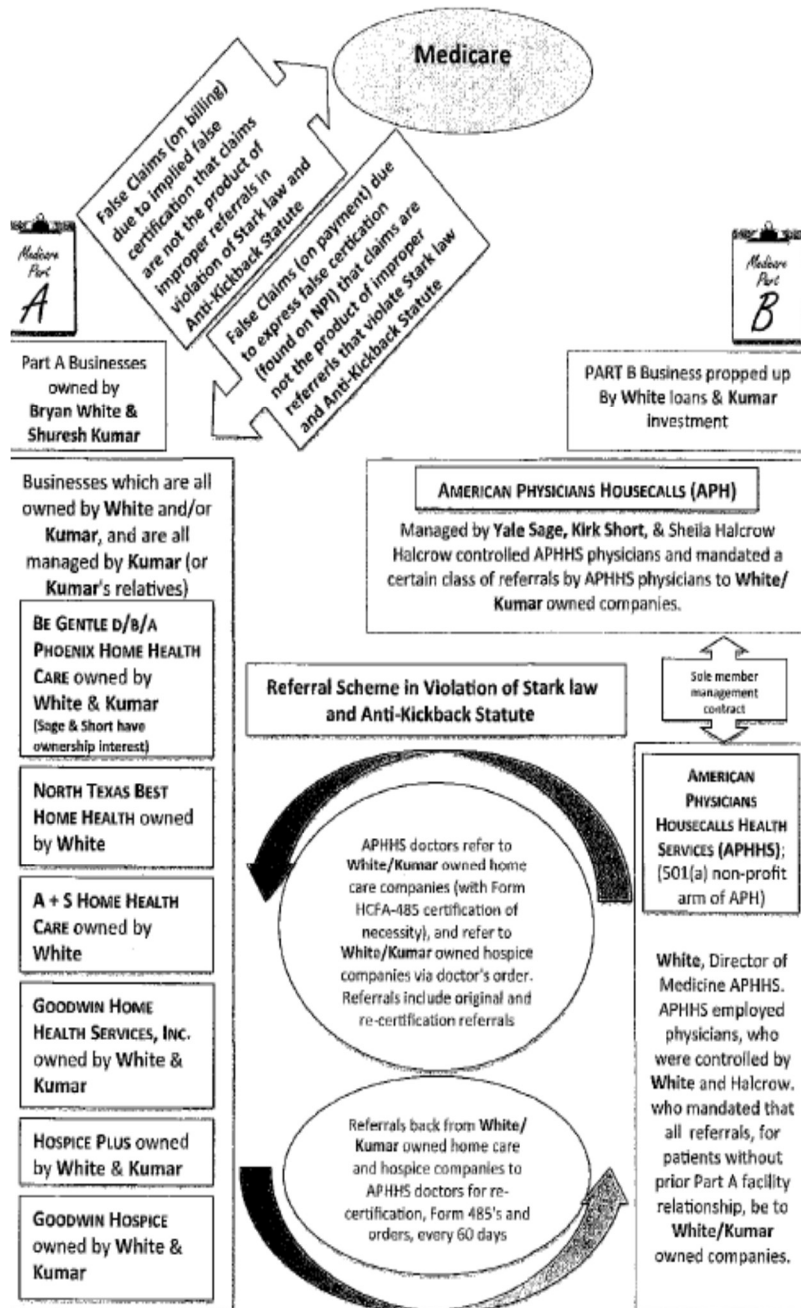 Medicare
False Claims (on billing)
due to implied false
certification that claims
are not the product of
improper referrals in
violation of Stark law and
Anti-Kickback Statute
False Claims (on payment) due
to express false certication
(found on NPI) that claims are
not the product of improper
referrerls that violate Stark law
and Anti-Kickback Statute
Medicare
Part
A
Medicare
Part
B
Part A Businesses
owned by
Bryan White &
Shuresh Kumar
PART B Business propped up
By White loans & Kumar
investment
Businesses which are all
owned by White and/or
Kumar, and are all
managed by Kumar (or
Kumar's relatives)
BE GENTLE D/B/A
PHOENIX HOME HEALTH
CARE owned by
White & Kumar
(Sage & Short have
ownership interest)
NORTH TEXAS BEST
HOME HEALTH owned
by White
A + S HOME HEALTH
CARE owned by
White
GOODWIN HOME
HEALTH SERVICES, INC.
owned by White &
Kumar
HOSPICE PLUS owned
by White & Kumar
GOODWIN HOSPICE
owned by White &
Kumar
AMERICAN PHYSICIANS HOUSECALLS (APH)
Managed by Yale Sage, Kirk Short, & Sheila Halcrow
Halcrow controlled APHHS physicians and mandated a
certain class of referrals by APHHS physicians to White/
Kumar owned companies.
Sole member
management
contract
Referral Scheme in Violation of Stark law
and Anti-Kickback Statute
APHHS doctors refer to
White/Kumar owned home
care companies (with Form
HCFA-485 certification of
necessity), and refer to
White/Kumar owned hospice
companies via doctor's order.
Referrals include original and
re-certification referrals
Referrals back from White/
Kumar owned home care
and hospice companies to
APHHS doctors for re-
certification, Form 485's and
orders, every 60 days
AMERICAN
PHYSICIANS
HOUSECALLS HEALTH
SERVICES (APHHS);
(501(a) non-profit
arm of APH)
White, Director of
Medicine APHHS.
APHHS employed
physicians, who
were controlled by
White and Halcrow.
who mandated that
all referrals, for
patients without
prior Part A facility
relationship, be to
White/Kumar
owned companies.